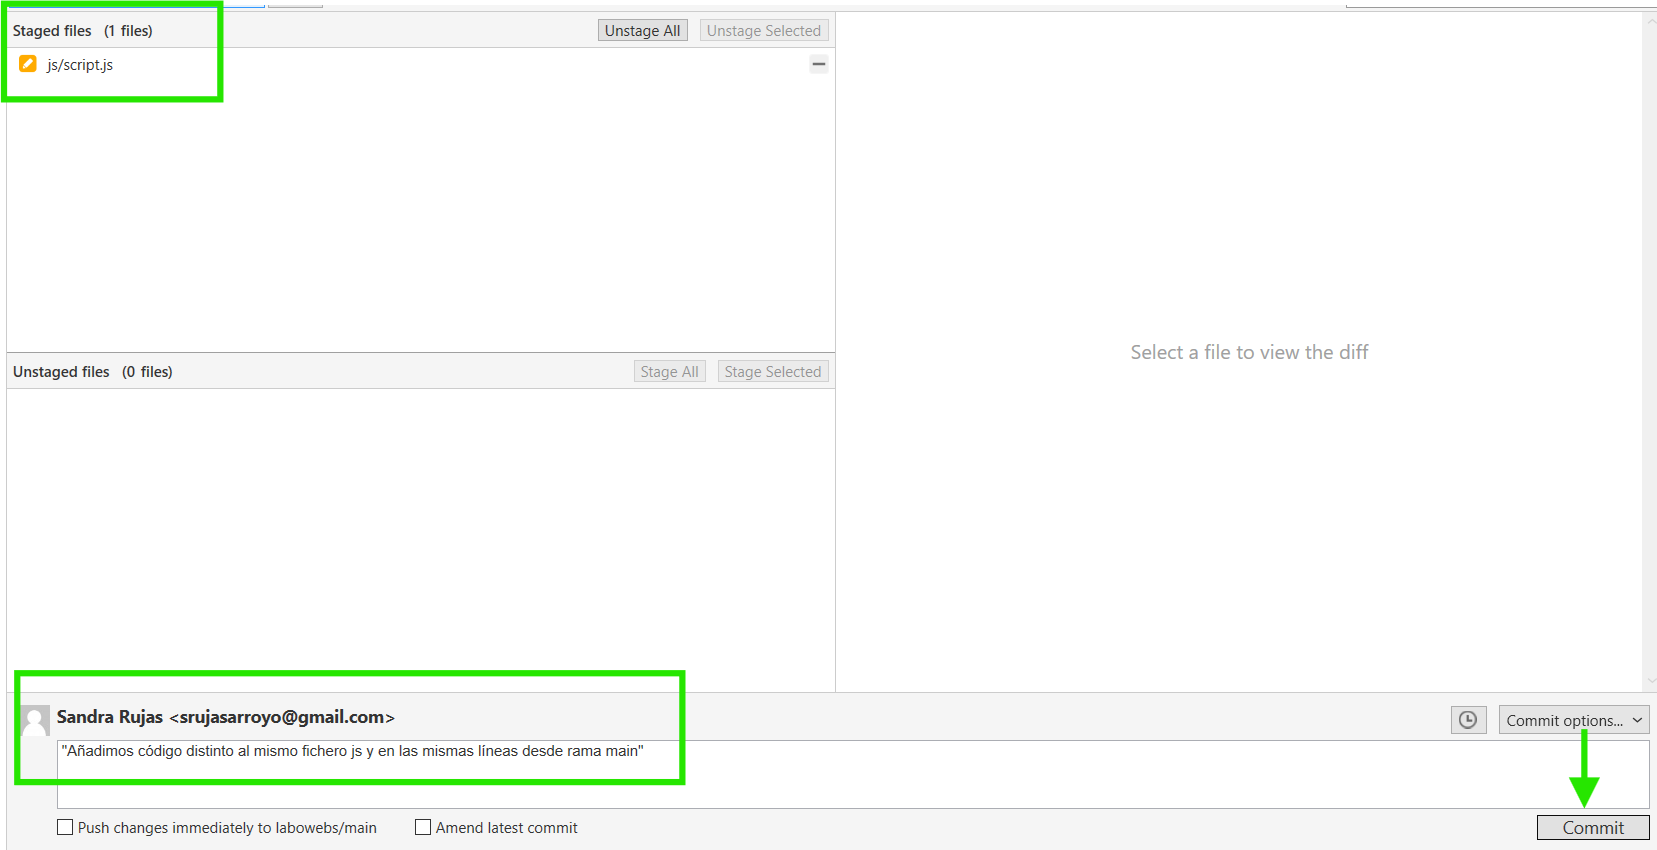 Staged files (1 files)
Unstage All
Unstage Selected
js/script.js
Select a file to view the diff
Unstaged files (0 files)
Stage All
Stage Selected
Sandra Rujas <srujasarroyo@gmail.com>
Commit options...
"Añadimos código distinto al mismo fichero js y en las mismas líneas desde rama main"
Push changes immediately to labowebs/main
Amend latest commit
Commit